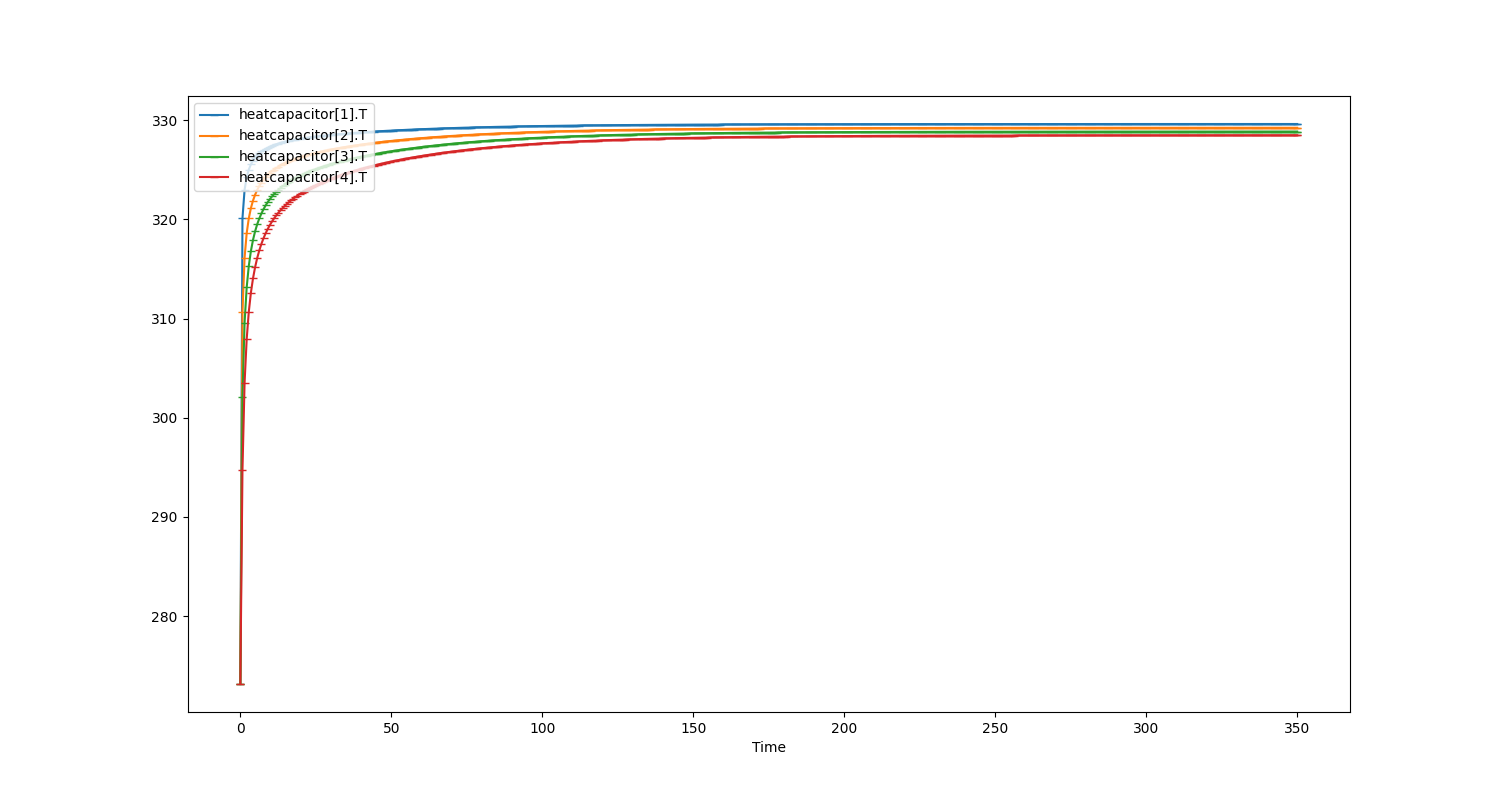 heatcapacitor[1].T
heatcapacitor[2].T
heatcapacitor[3].T
heatcapacitor[4].T
330
320
310
300
290
280
0 50 100 150 200 250 300 350
Time